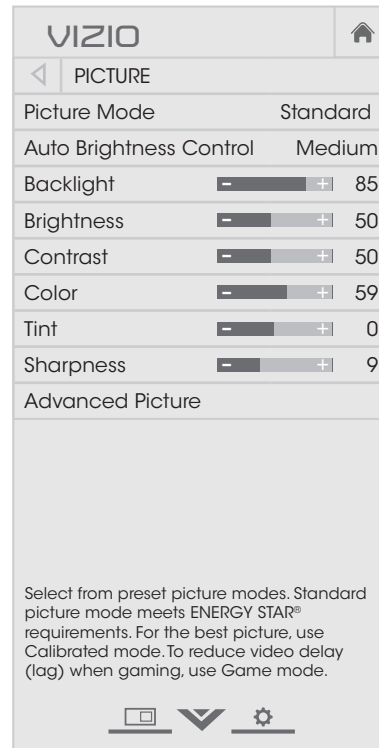 VIZIO
PICTURE
Picture Mode Standard
Auto Brightness Control Medium
Backlight - + 85
Brightness - + 50
Contrast - + 50
Color - + 59
Tint - + 0
Sharpness - + 9
Advanced Picture
Select from preset picture modes. Standard
picture mode meets ENERGY STAR®
requirements. For the best picture, use
Calibrated mode. To reduce video delay
(lag) when gaming, use Game mode.